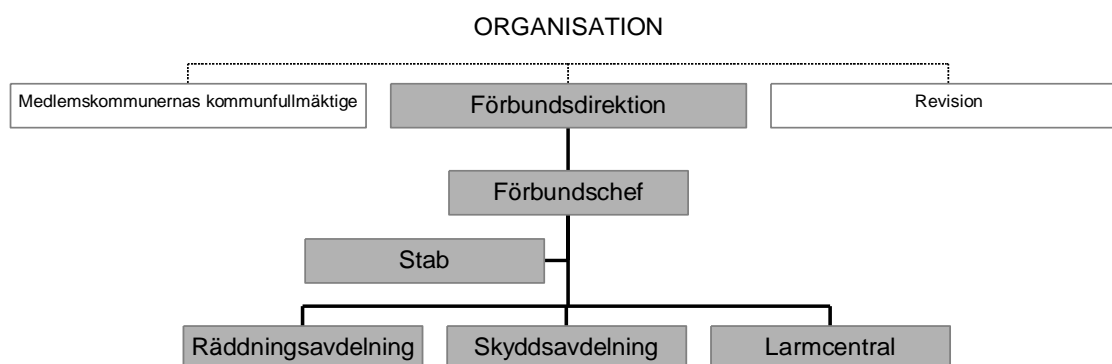 ORGANISATION
Medlemskommunernas kommunfullmäktige
Förbundsdirektion
Revision
Förbundschef
Stab
Räddningsavdelning
Skyddsavdelning
Larmcentral